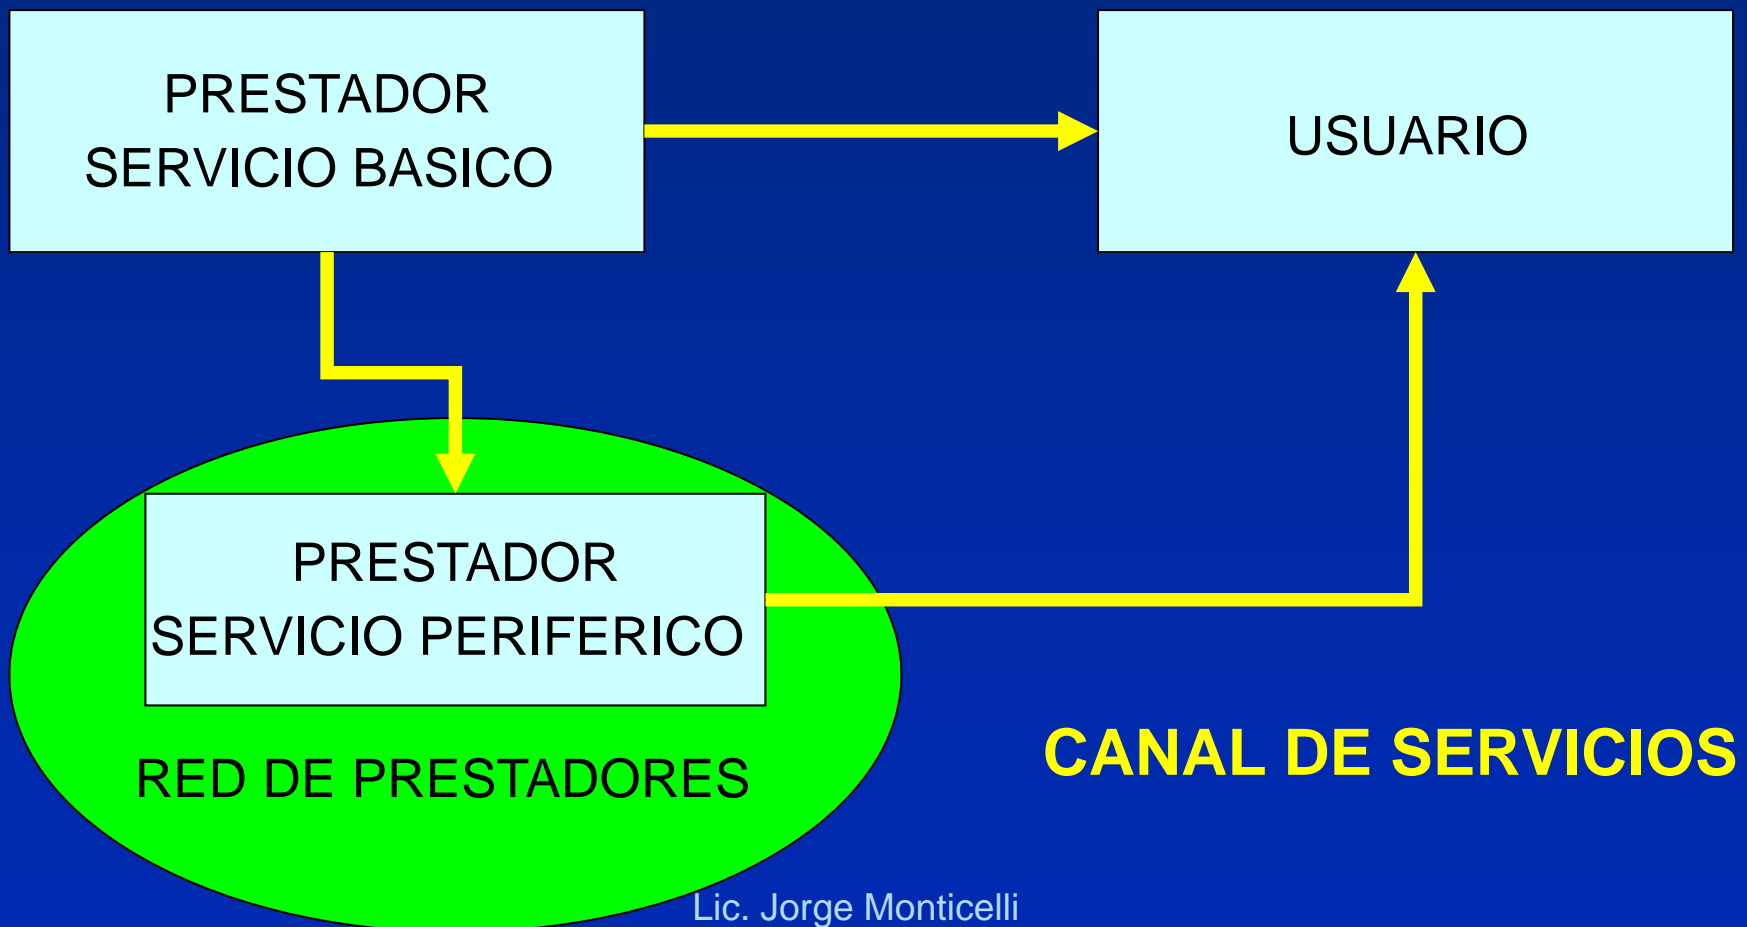 PRESTADOR
SERVICIO BASICO
USUARIO
PRESTADOR
SERVICIO PERIFERICO
RED DE PRESTADORES
CANAL DE SERVICIOS
Lic. Jorge Monticelli